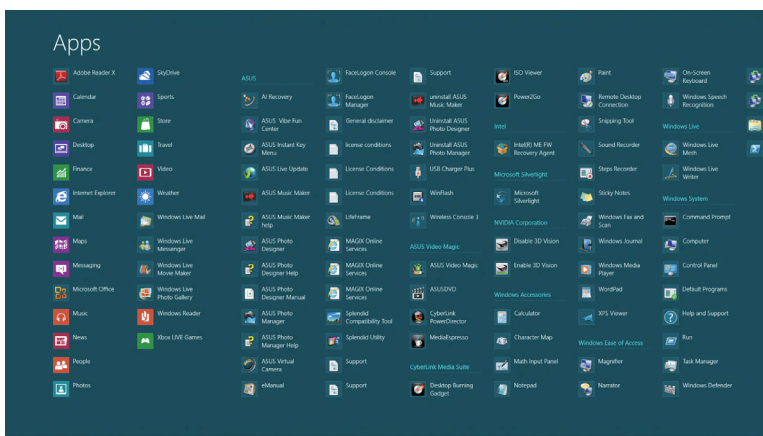 Apps
Adobe Reader X
Calendar
Camera
Desktop
Finance
Internet Explorer
Mail
Maps
Messaging
Microsoft Office
Music
News
People
Photos
SkyDrive
Sports
Store
Travel
Video
Weather
Windows Live Mail
Windows Live
Messenger
Windows Live
Movie Maker
Windows Live
Photo Gallery
Windows Reader
Xbox LIVE Games
ASUS
AI Recovery
ASUS Vibe Fun
Center
ASUS Instant Key
Menu
ASUS Live Update
ASUS Music Maker
ASUS Music Maker
help
ASUS Photo
Designer
ASUS Photo
Designer Help
ASUS Photo
Designer Manual
ASUS Photo
Manager
ASUS Photo
Manager Help
ASUS Virtual
Camera
eManual
FaceLogon Console
FaceLogon
Manager
General disclaimer
license conditions
License Conditions
License Conditions
LifeFrame
MAGIX Online
Services
MAGIX Online
Services
MAGIX Online
Services
Splendid
Compatibility Tool
Splendid Utility
Support
Support
Support
uninstall ASUS
Music Maker
Uninstall ASUS
Photo Designer
Uninstall ASUS
Photo Manager
USB Charger Plus
WinFlash
Wireless Console 3
ASUS Video Magic
ASUS Video Magic
ASUSDVD
CyberLink
PowerDirector
MediaEspresso
CyberLink Media Suite
Desktop Burning
Gadget
ISO Viewer
Power2Go
Intel
Intel(R) ME FW
Recovery Agent
Microsoft Silverlight
Microsoft
Silverlight
NVIDIA Corporation
Disable 3D Vision
Enable 3D Vision
Windows Accessories
Calculator
Character Map
Math Input Panel
Notepad
Paint
Remote Desktop
Connection
Snipping Tool
Sound Recorder
Steps Recorder
Sticky Notes
Windows Fax and
Scan
Windows Journal
Windows Media
Player
WordPad
XPS Viewer
Windows Ease of Access
Magnifier
Narrator
On-Screen
Keyboard
Windows Speech
Recognition
Windows Live
Windows Live
Mesh
Windows Live
Writer
Windows System
Command Prompt
Computer
Control Panel
Default Programs
Help and Support
Run
Task Manager
Windows Defender